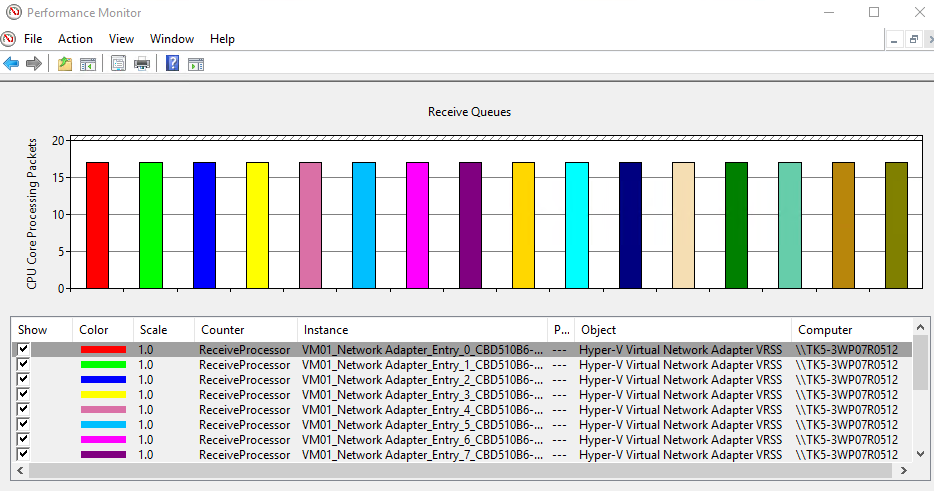 Performance Monitor
File Action View Window Help
Receive Queues
CPU Core Processing Packets
20
15
10
5
0
Show Color Scale Counter Instance P... Object Computer
1.0 ReceiveProcessor VM01_Network Adapter_Entry_0_CBD510B6-... --- Hyper-V Virtual Network Adapter VRSS \\TK5-3WP07R0512
1.0 ReceiveProcessor VM01_Network Adapter_Entry_1_CBD510B6-... --- Hyper-V Virtual Network Adapter VRSS \\TK5-3WP07R0512
1.0 ReceiveProcessor VM01_Network Adapter_Entry_2_CBD510B6-... --- Hyper-V Virtual Network Adapter VRSS \\TK5-3WP07R0512
1.0 ReceiveProcessor VM01_Network Adapter_Entry_3_CBD510B6-... --- Hyper-V Virtual Network Adapter VRSS \\TK5-3WP07R0512
1.0 ReceiveProcessor VM01_Network Adapter_Entry_4_CBD510B6-... --- Hyper-V Virtual Network Adapter VRSS \\TK5-3WP07R0512
1.0 ReceiveProcessor VM01_Network Adapter_Entry_5_CBD510B6-... --- Hyper-V Virtual Network Adapter VRSS \\TK5-3WP07R0512
1.0 ReceiveProcessor VM01_Network Adapter_Entry_6_CBD510B6-... --- Hyper-V Virtual Network Adapter VRSS \\TK5-3WP07R0512
1.0 ReceiveProcessor VM01_Network Adapter_Entry_7_CBD510B6-... --- Hyper-V Virtual Network Adapter VRSS \\TK5-3WP07R0512